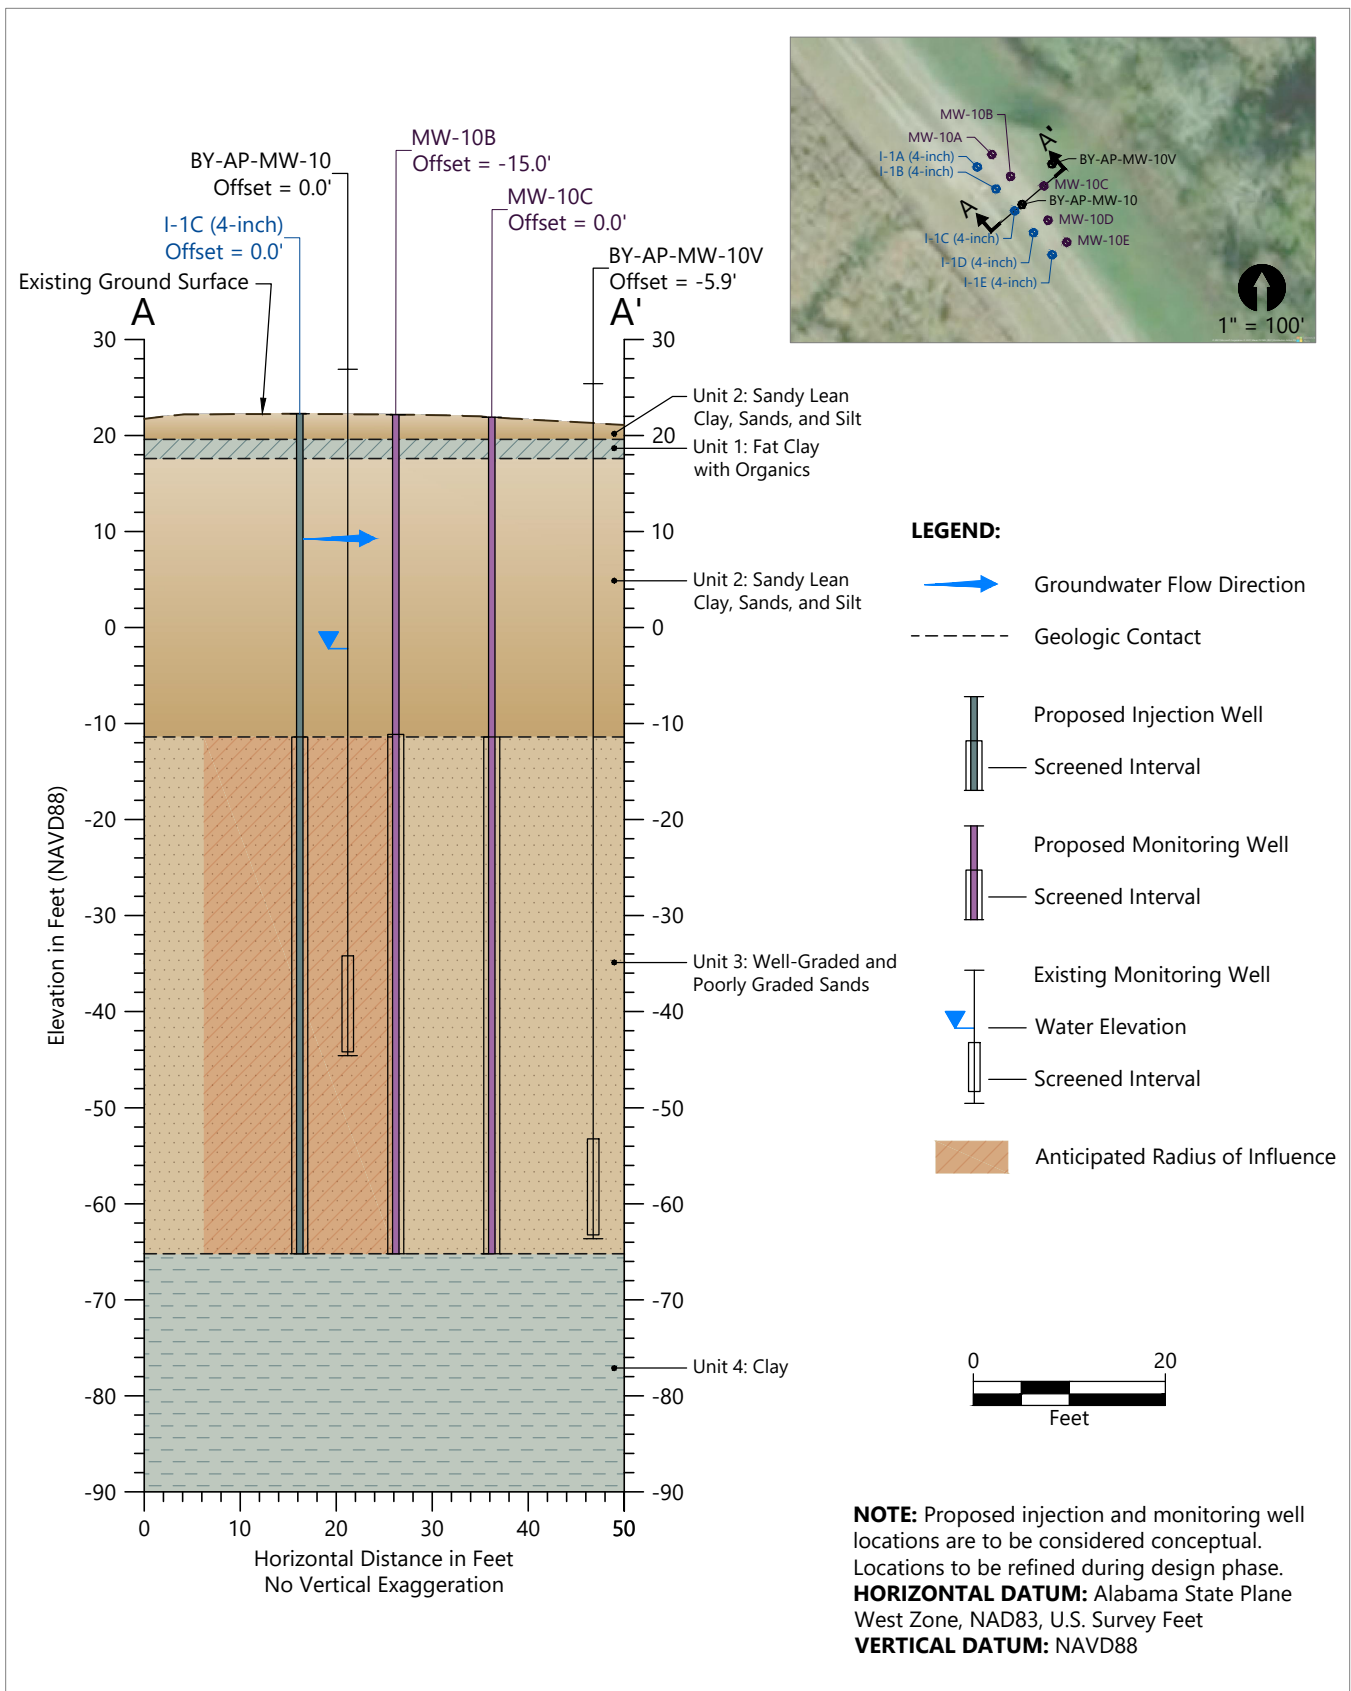 BY-AP-MW-10
Offset = 0.0'
MW-10B
Offset = -15.0'
I-1C (4-inch)
Offset = 0.0'
MW-10C
Offset = 0.0'
BY-AP-MW-10V
Offset = -5.9'
Existing Ground Surface
A
A'
30
20
10
0
-10
-20
-30
-40
-50
-60
-70
-80
-90
Elevation in Feet (NAVD88)
30
20
10
0
-10
-20
-30
-40
-50
-60
-70
-80
-90
0
10
20
30
40
50
Horizontal Distance in Feet
No Vertical Exaggeration
Unit 2: Sandy Lean
Clay, Sands, and Silt
Unit 1: Fat Clay
with Organics
Unit 2: Sandy Lean
Clay, Sands, and Silt
Unit 3: Well-Graded and
Poorly Graded Sands
Unit 4: Clay
MW-10B
MW-10A
I-1A (4-inch)
I-1B (4-inch)
A'
BY-AP-MW-10V
MW-10C
BY-AP-MW-10
A
MW-10D
I-1C (4-inch)
MW-10E
I-1D (4-inch)
I-1E (4-inch)
1" = 100'
LEGEND:
Groundwater Flow Direction
Geologic Contact
Proposed Injection Well
Screened Interval
Proposed Monitoring Well
Screened Interval
Existing Monitoring Well
Water Elevation
Screened Interval
Anticipated Radius of Influence
0 20
Feet
NOTE: Proposed injection and monitoring well
locations are to be considered conceptual.
Locations to be refined during design phase.
HORIZONTAL DATUM: Alabama State Plane
West Zone, NAD83, U.S. Survey Feet
VERTICAL DATUM: NAVD88